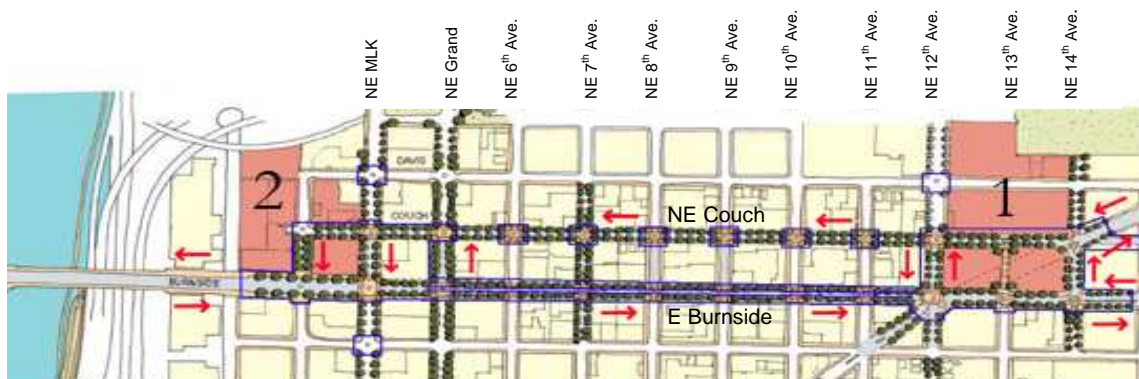 NE MLK
NE Grand
NE 6th Ave.
NE 7th Ave.
NE 8th Ave.
NE 9th Ave.
NE 10th Ave.
NE 11th Ave.
NE 12th Ave.
NE 13th Ave.
NE 14th Ave.
DAVIS
2
1
COUCH
NE Couch
BURNSIDE
E Burnside